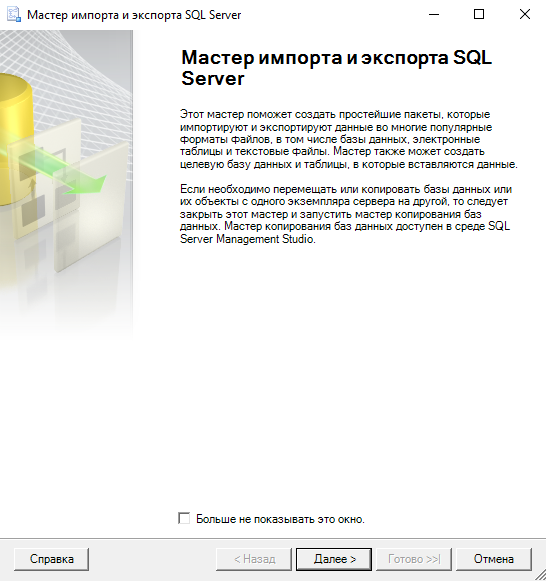 Мастер импорта и экспорта SQL Server
Мастер импорта и экспорта SQL
Server
Этот мастер поможет создать простейшие пакеты, которые
импортируют и экспортируют данные во многие популярные
форматы файлов, в том числе базы данных, электронные
таблицы и текстовые файлы. Мастер также может создать
целевую базу данных и таблицы, в которые вставляются данные.
Если необходимо перемещать или копировать базы данных или
их объекты с одного экземпляра сервера на другой, то следует
закрыть этот мастер и запустить мастер копирования баз
данных. Мастер копирования баз данных доступен в среде SQL
Server Management Studio.
Больше не показывать это окно.
Справка
< Назад
Далее >
Готово >>|
Отмена